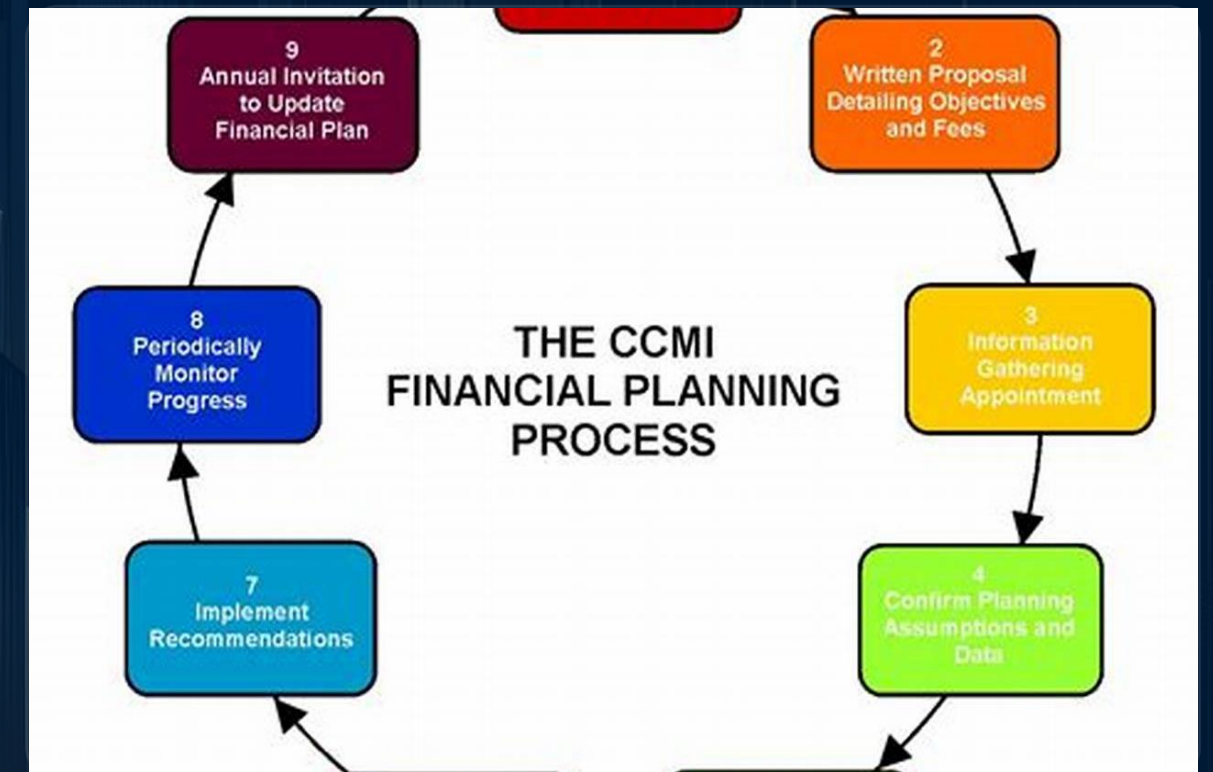 9
Annual Invitation
to Update
Financial Plan
2
Written Proposal
Detailing Objectives
and Fees
8
Periodically
Monitor
Progress
THE CCMI
FINANCIAL PLANNING
PROCESS
3
Information
Gathering
Appointment
7
Implement
Recommendations
4
Confirm Planning
Assumptions and
Data